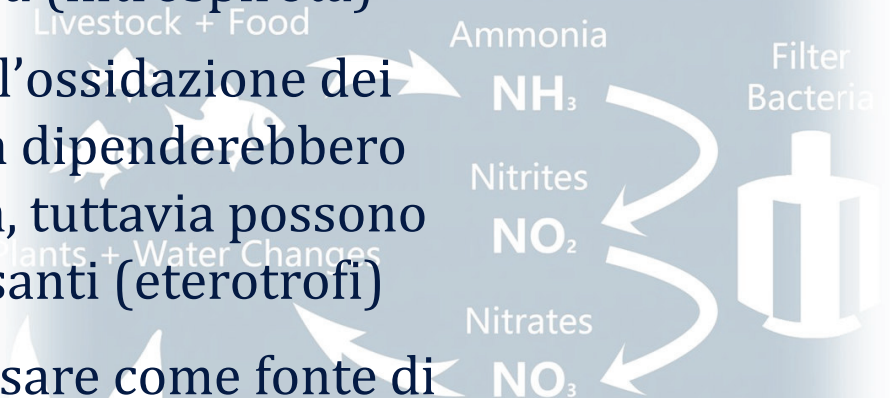 Livestock + Food
l’ossidazione dei
dipenderebbero
, tuttavia possono
+ Water Changes
santi (eterotrofi)
sare come fonte di
Ammonia
NH₃
Nitrites
NO₂
Nitrates
NO₃
Filter
Bacteria